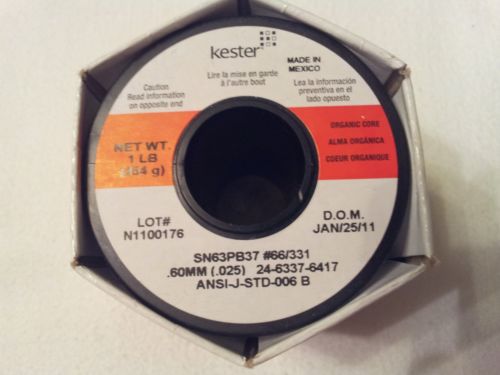 kester
MADE IN
MEXICO
Caution
Read information
on opposite end
Lire la mise en garde
à l'autre bout
Lea la información
preventiva en el
lado opuesto
NET WT.
1 LB
(454 g)
ORGANIC CORE
ALMA ORGÁNICA
COEUR ORGANIQUE
LOT#
N1100176
D.O.M.
JAN/25/11
SN63PB37 #66/331
.60MM (.025) 24-6337-6417
ANSI-J-STD-006 B